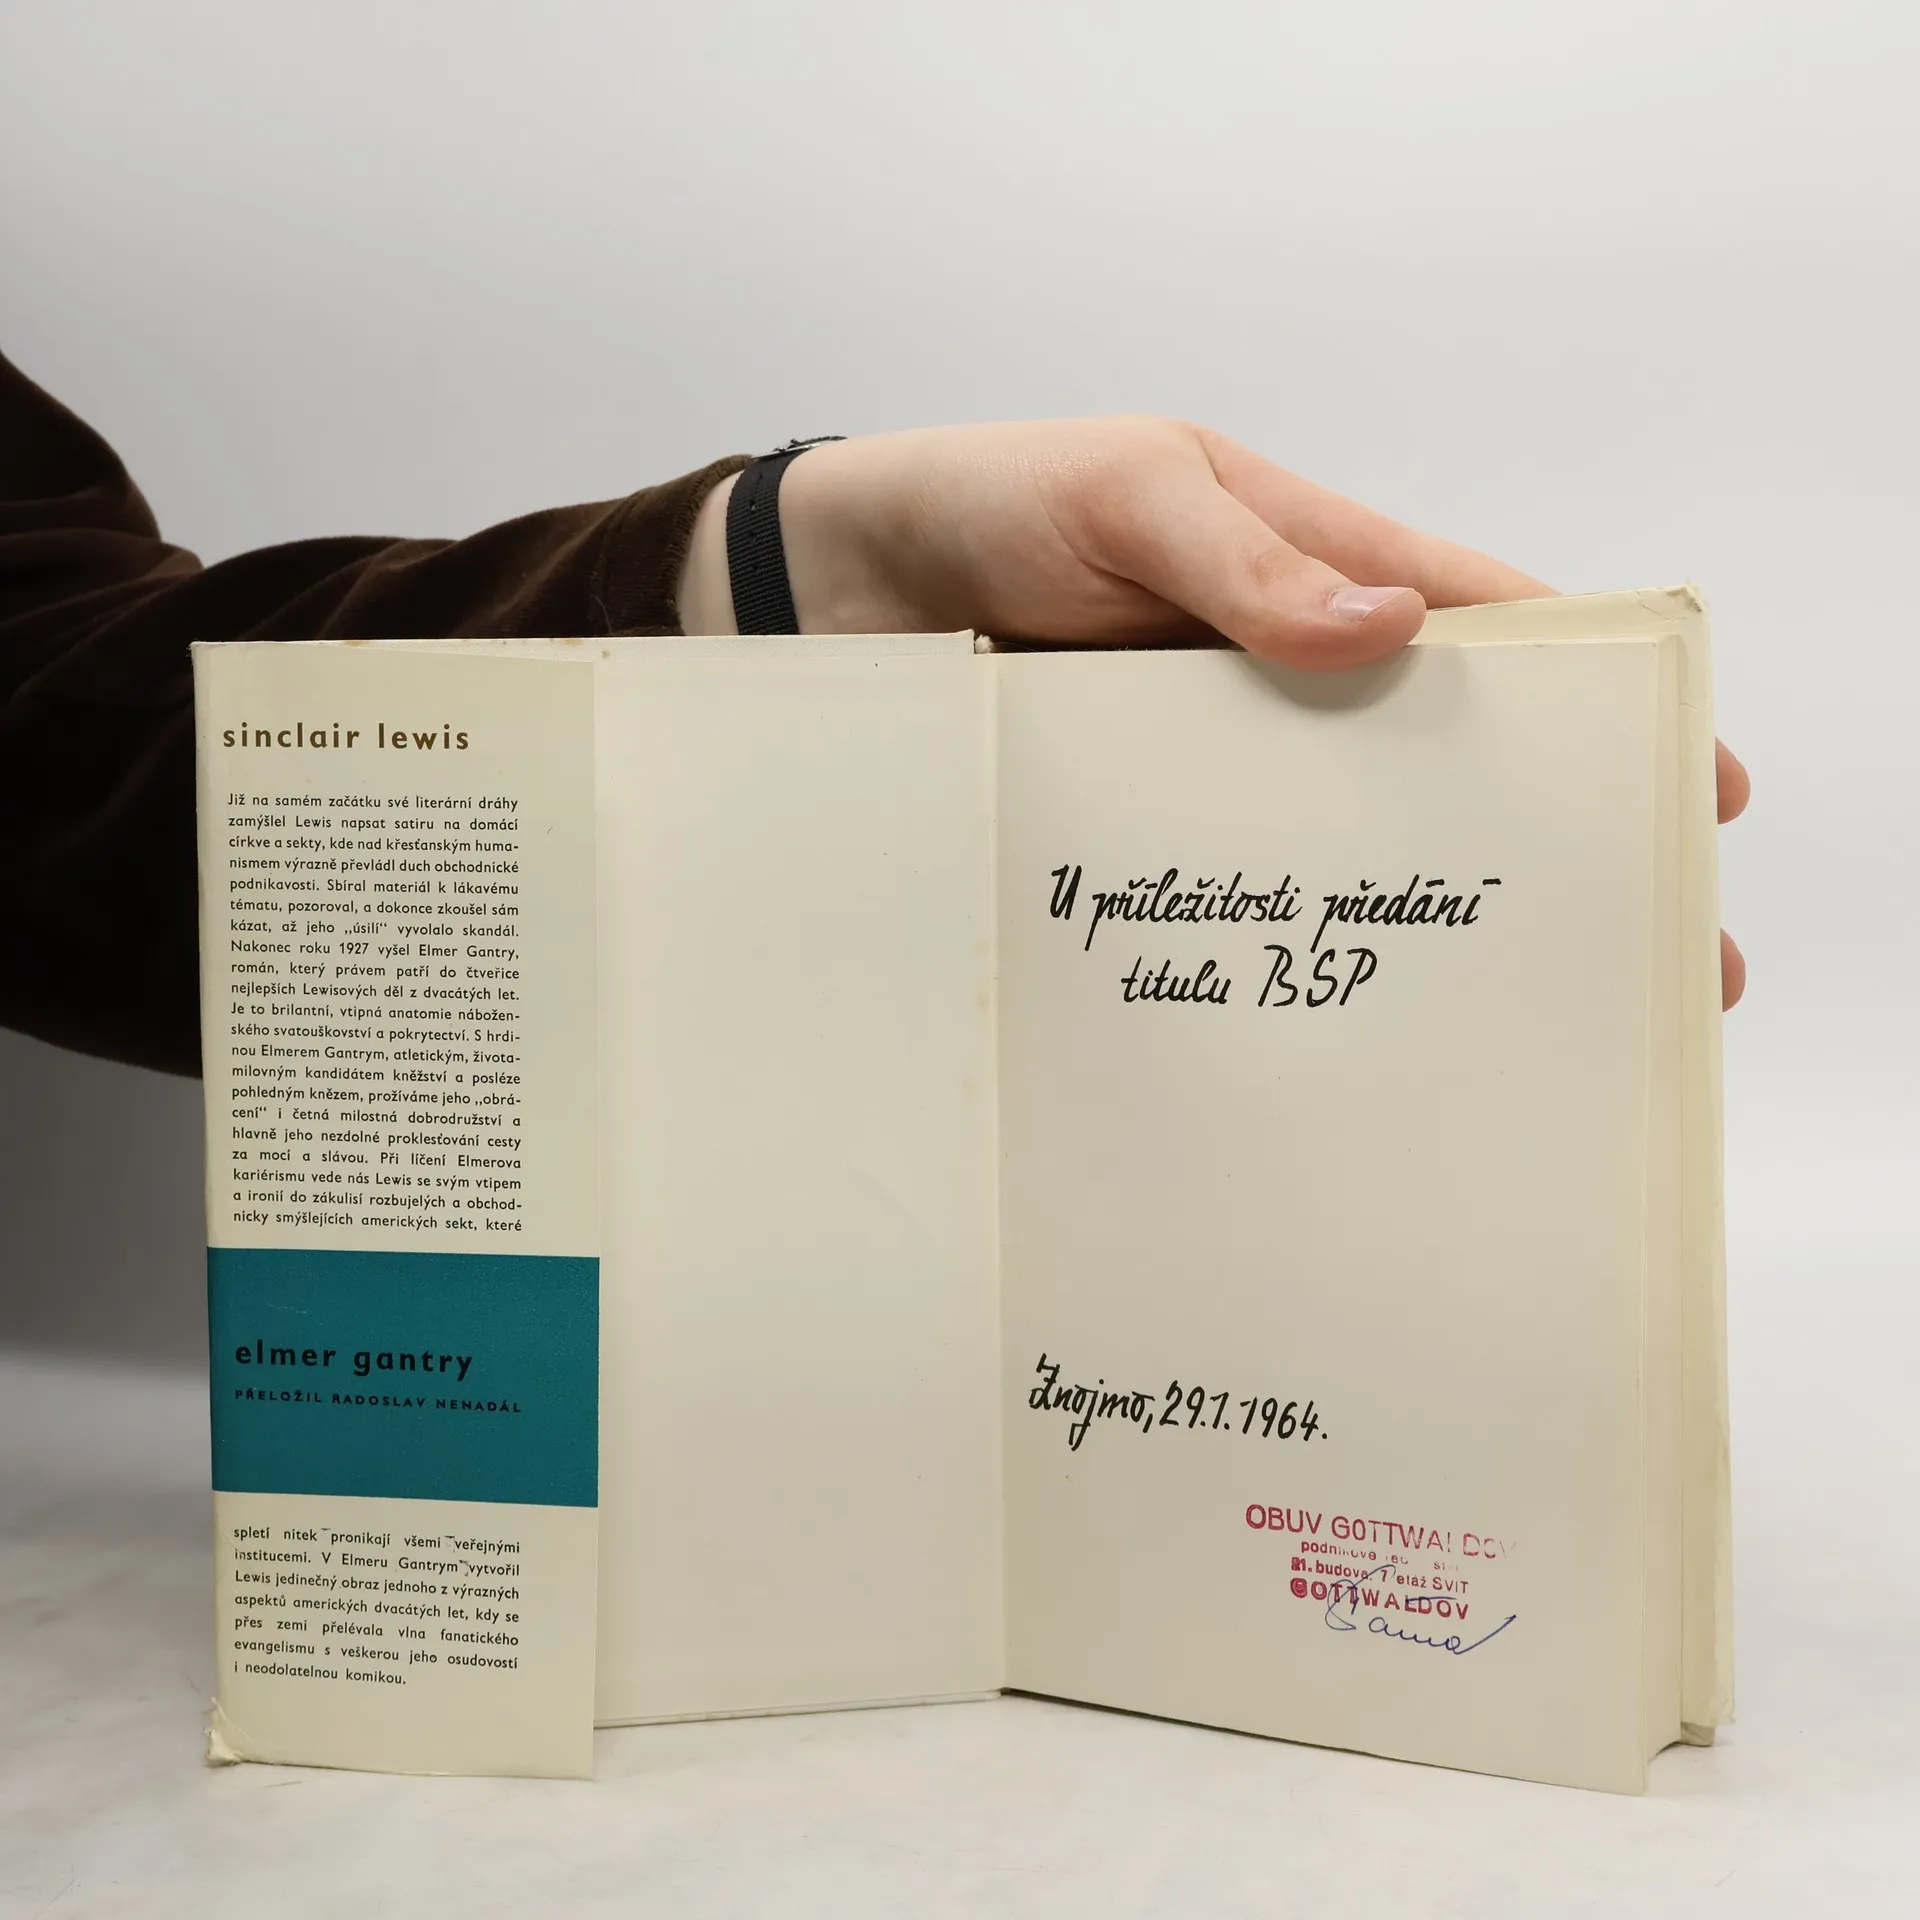 sinclair lewis
Již na samém začátku své literární dráhy
zamýšlel Lewis napsat satiru na domácí
církve a sekty, kde nad křesťanským huma-
nismem výrazně převládl duch obchodnické
podnikavosti. Sbíral materiál k lákavému
tématu, pozoroval, a dokonce zkoušel sám
kázat, až jeho „úsilí“ vyvolalo skandál.
Nakonec roku 1927 vyšel Elmer Gantry,
román, který právem patří do čtveřice
nejlepších Lewisových děl z dvacátých let.
Je to brilantní, vtipná anatomie nábožen-
ského svatouškovství a pokrytectví. S hrdi-
nou Elmerem Gantrym, atletickým, života-
milovným kandidátem kněžství a posléze
pohledným knězem, prožíváme jeho „obrá-
cení“ i četná milostná dobrodružství a
hlavně jeho nezdolné proklesťování cesty
za mocí a slávou. Při líčení Elmerova
kariérismu vede nás Lewis se svým vtipem
a ironií do zákulisí rozbujelých a obchod-
nicky smýšlejících amerických sekt, které
elmer gantry
PŘELOŽIL RADOSLAV NENADÁL
spletí nitek pronikají všemi veřejnými
institucemi. V Elmeru Gantrym vytvořil
Lewis jedinečný obraz jednoho z výrazných
aspektů amerických dvacátých let, kdy se
přes zemi přelévala vlna fanatického
evangelismu s veškerou jeho osudovostí
i neodolatelnou komikou.
U příležitosti předání
titulu BSP
Znojmo, 29.1.1964.
OBUV GOTTWALDOV
21. budova, 7 etáž SVIT
GOTTWALDOV